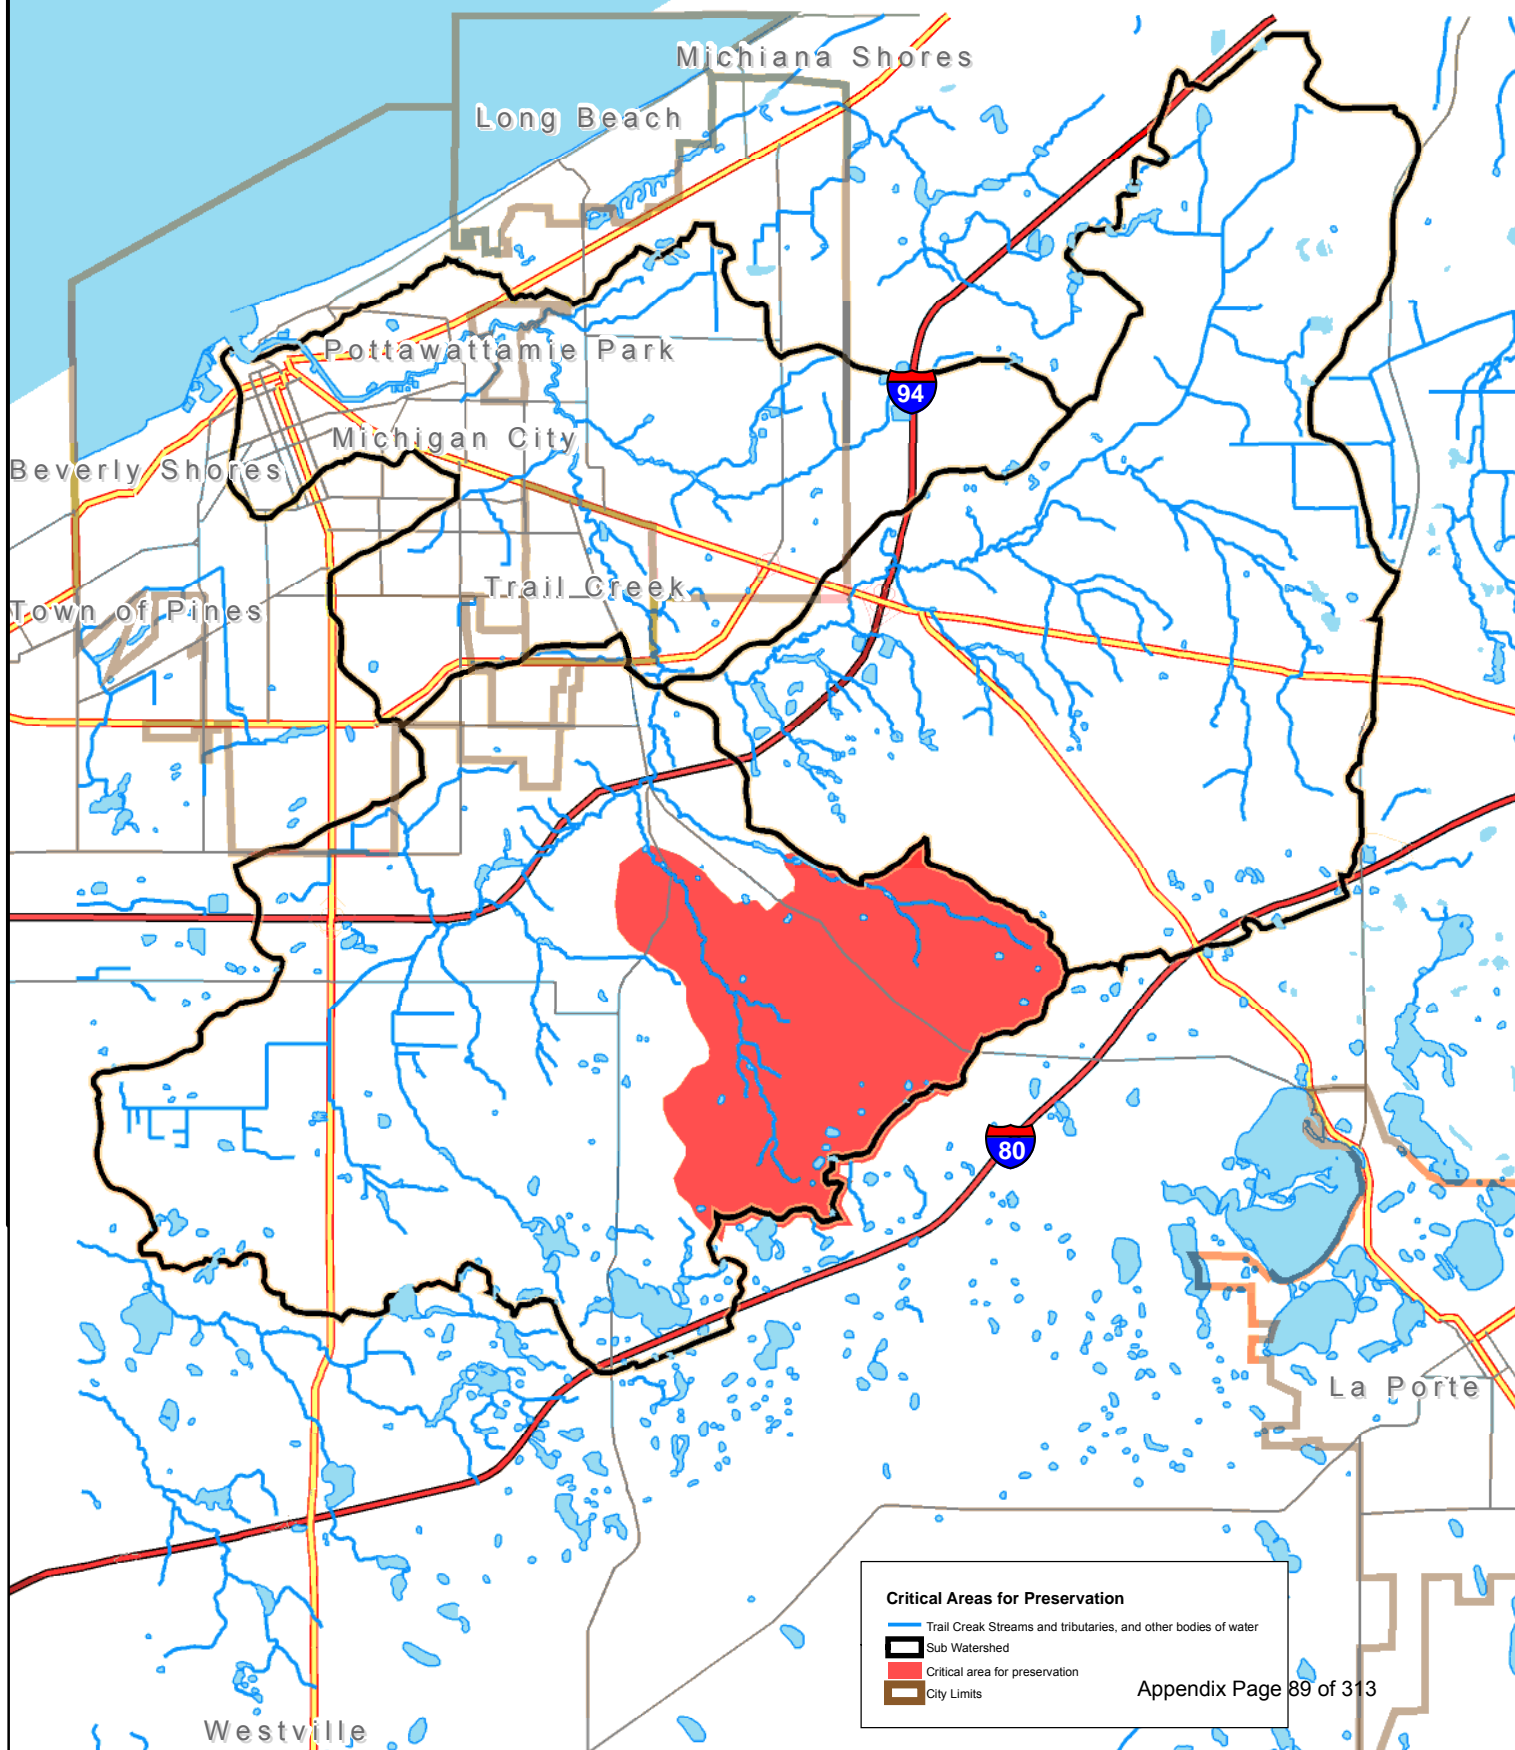 Michiana Shores
Long Beach
Pottawattamie Park
94
Michigan City
Beverly Shores
Trail Creek
Town of Pines
80
La Porte
Critical Areas for Preservation
Trail Creak Streams and tributaries, and other bodies of water
Sub Watershed
Critical area for preservation
City Limits
Appendix Page 89 of 313
Westville